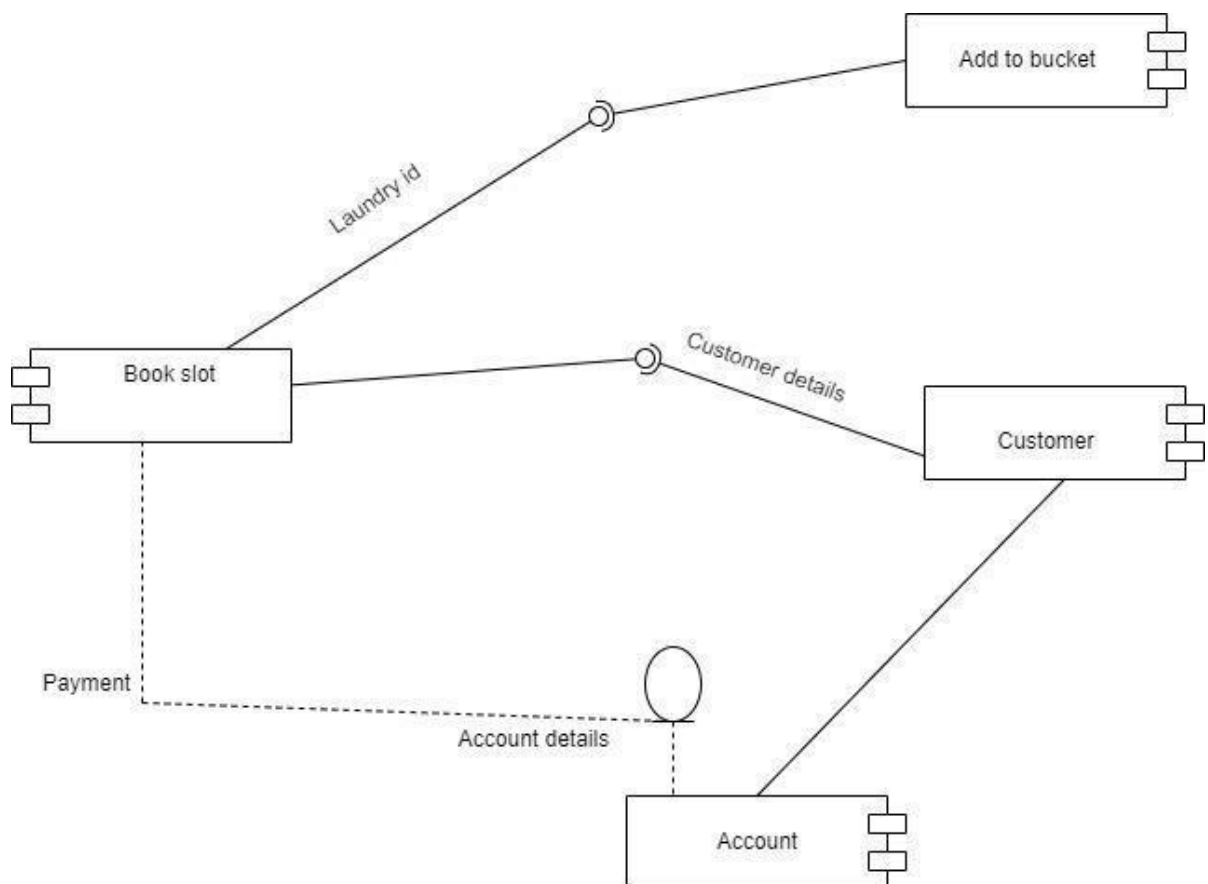 Add to bucket
Laundry id
Customer details
Book slot
Customer
Payment
Account details
Account